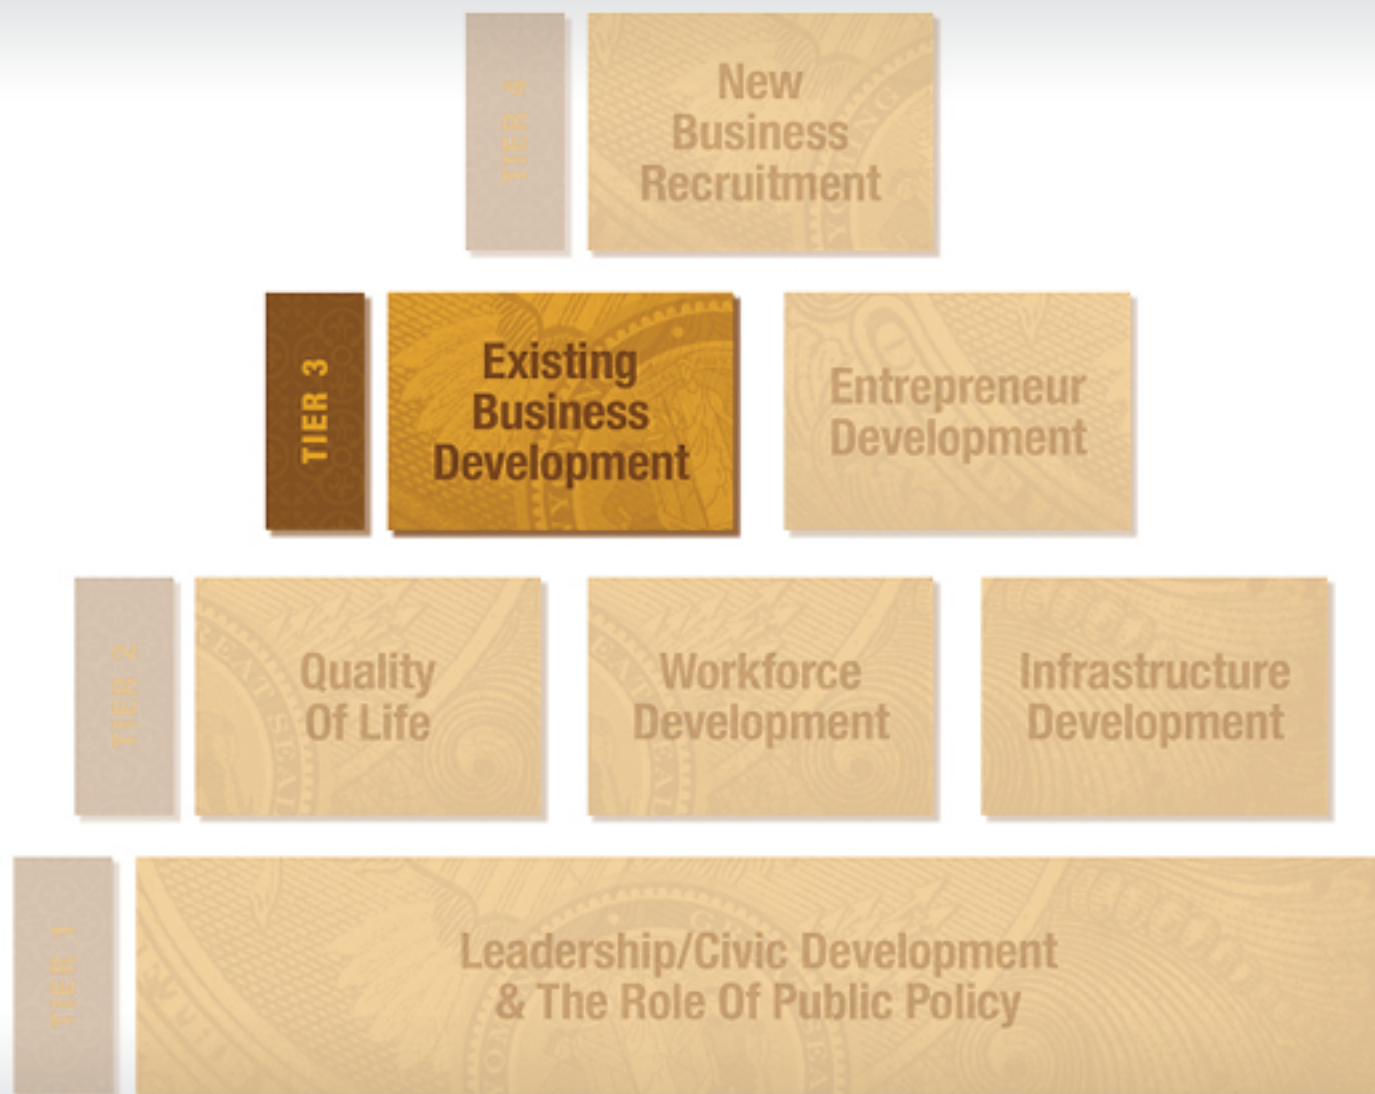 TIER 4
New
Business
Recruitment
TIER 3
Existing
Business
Development
Entrepreneur
Development
TIER 2
Quality
Of Life
Workforce
Development
Infrastructure
Development
TIER 1
Leadership/Civic Development
& The Role Of Public Policy